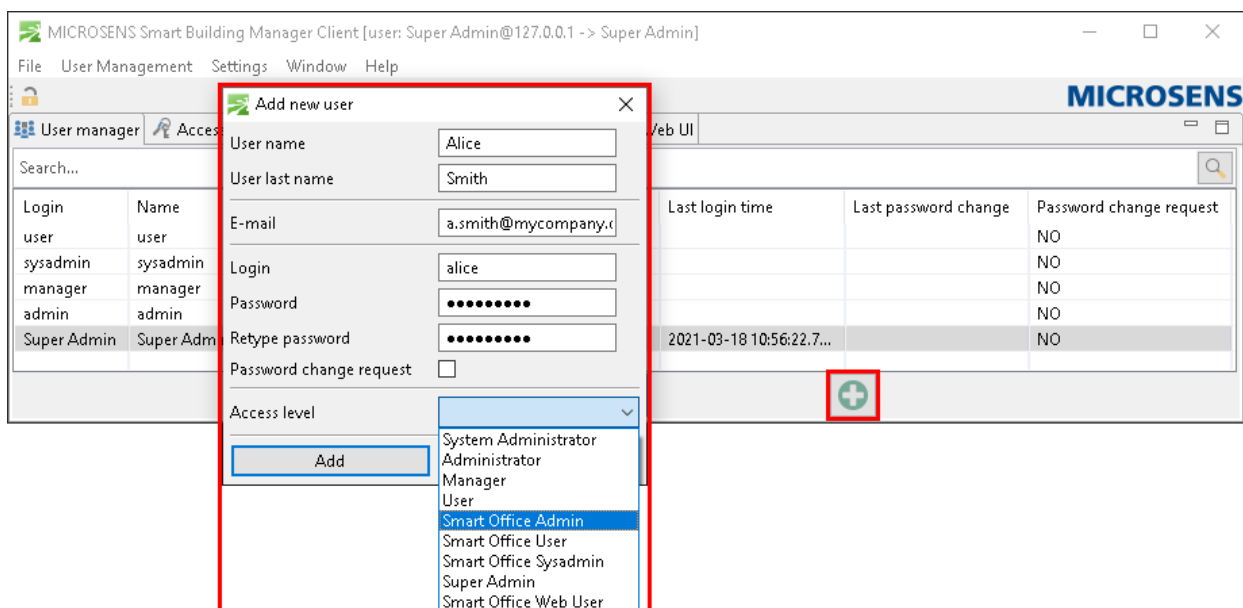 MICROSENS Smart Building Manager Client [user: Super Admin@127.0.0.1 -> Super Admin]
File User Management Settings Window Help
MICROSENS
User manager Acces
Web UI
Search...
Login Name Last login time Last password change Password change request
user user NO
sysadmin sysadmin NO
manager manager NO
admin admin NO
Super Admin Super Adm 2021-03-18 10:56:22.7... NO
Add new user
User name Alice
User last name Smith
E-mail a.smith@mycompany.c
Login alice
Password •••••••••
Retype password •••••••••
Password change request
Access level
Add
System Administrator
Administrator
Manager
User
Smart Office Admin
Smart Office User
Smart Office Sysadmin
Super Admin
Smart Office Web User